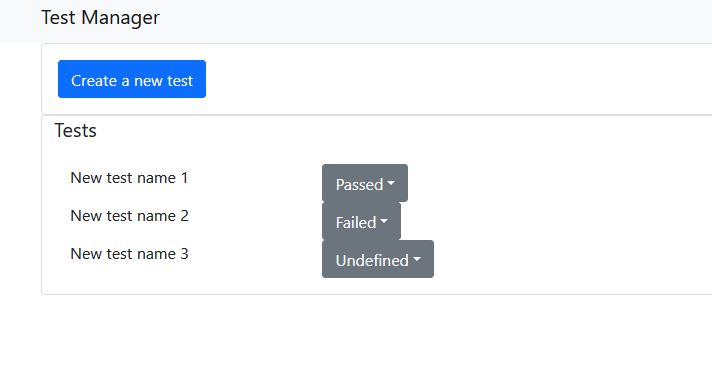 Test Manager
Create a new test
Tests
New test name 1 Passed
New test name 2 Failed
New test name 3 Undefined